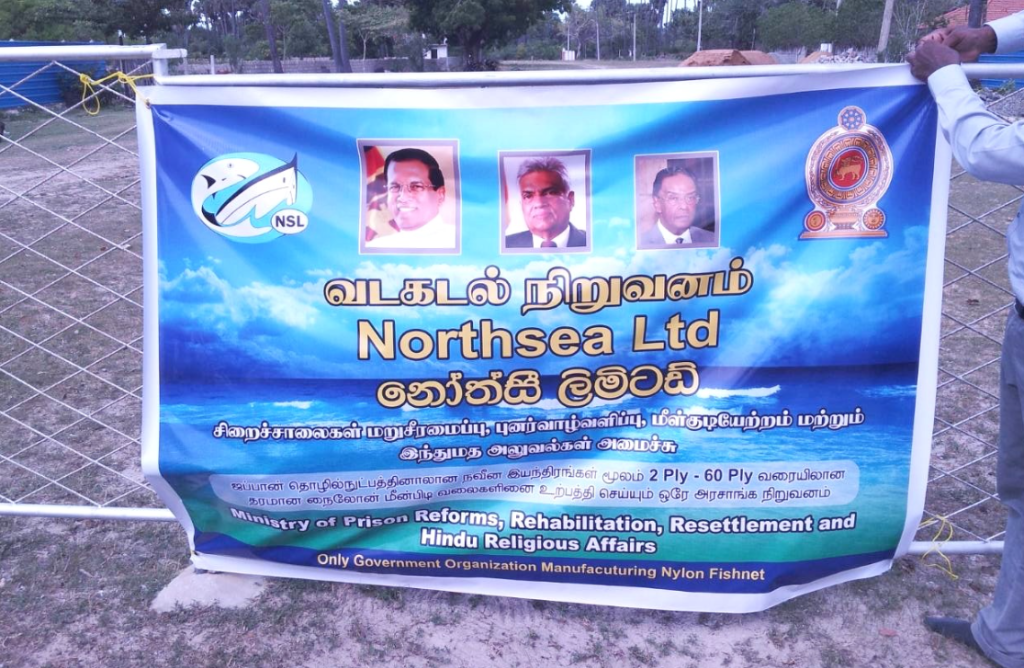 NSL
வடகடல் நிறுவனம்
Northsea Ltd
නෝත්සී ලිමිටඩ්
சிறைச்சாலைகள் மறுசீரமைப்பு, புனர்வாழ்வளிப்பு, மீள்குடியேற்றம் மற்றும்
இந்துமத அலுவல்கள் அமைச்சு
ஜப்பான் தொழில்நுட்பத்தினாலான நவீன இயந்திரங்கள் மூலம் 2 Ply - 60 Ply வரையிலான
தரமான நைலோன் மீன்பிடி வலைகளினை உற்பத்தி செய்யும் ஒரே அரசாங்க நிறுவனம்
Ministry of Prison Reforms, Rehabilitation, Resettlement and
Hindu Religious Affairs
Only Government Organization Manufacuturing Nylon Fishnet